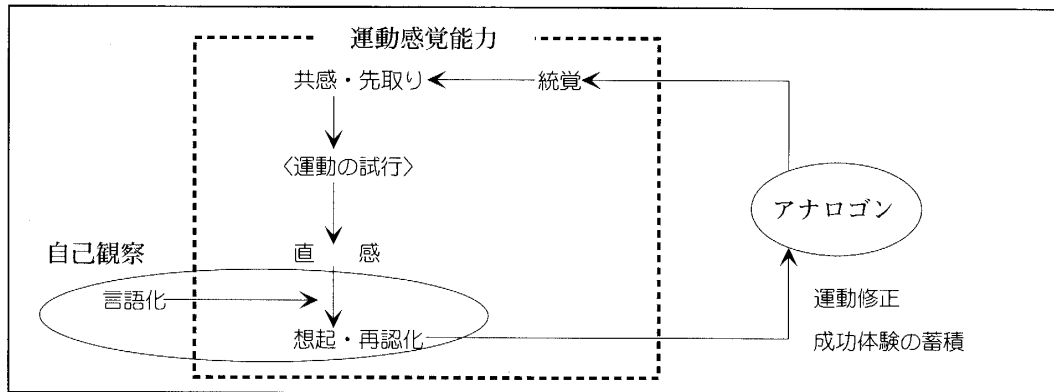 運動感覚能力
共感・先取り
統覚
〈運動の試行〉
アナロゴン
自己観察
直　感
言語化
運動修正
想起・再認化
成功体験の蓄積